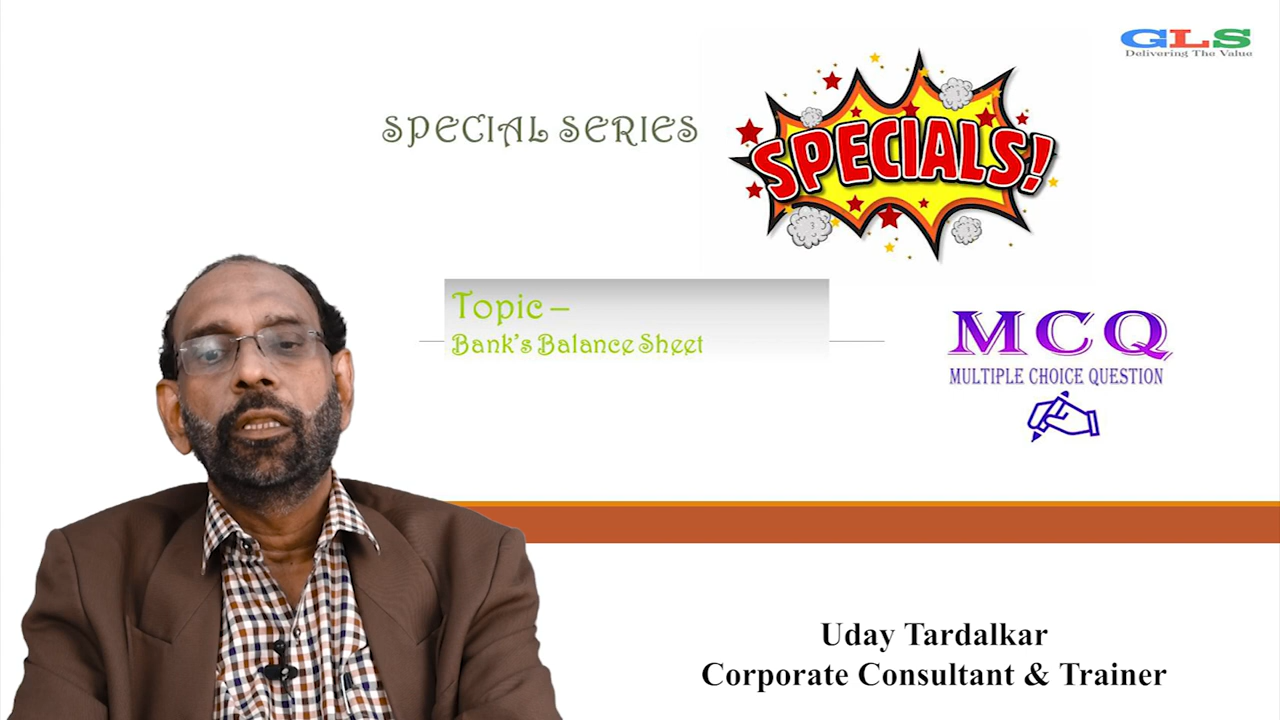 GLS
Delivering The Value
SPECIAL SERIES
SPECIALS!
Topic –
Bank's Balance Sheet
MCQ
MULTIPLE CHOICE QUESTION
Uday Tardalkar
Corporate Consultant & Trainer